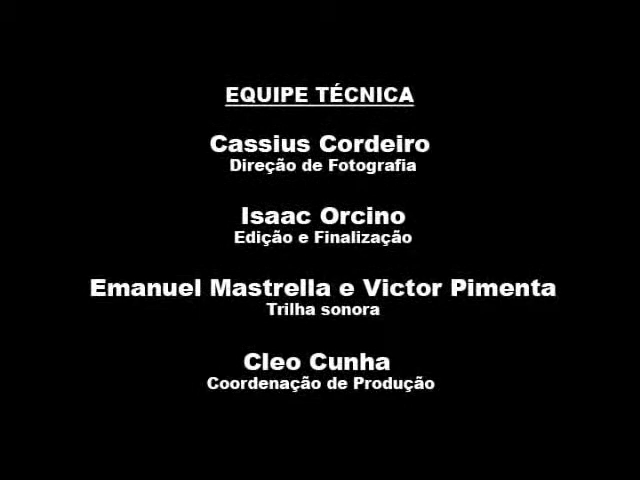 EQUIPE TÉCNICA
Cassius Cordeiro
Direção de Fotografia
Isaac Orcino
Edição e Finalização
Emanuel Mastrella e Victor Pimenta
Trilha sonora
Cleo Cunha
Coordenação de Produção